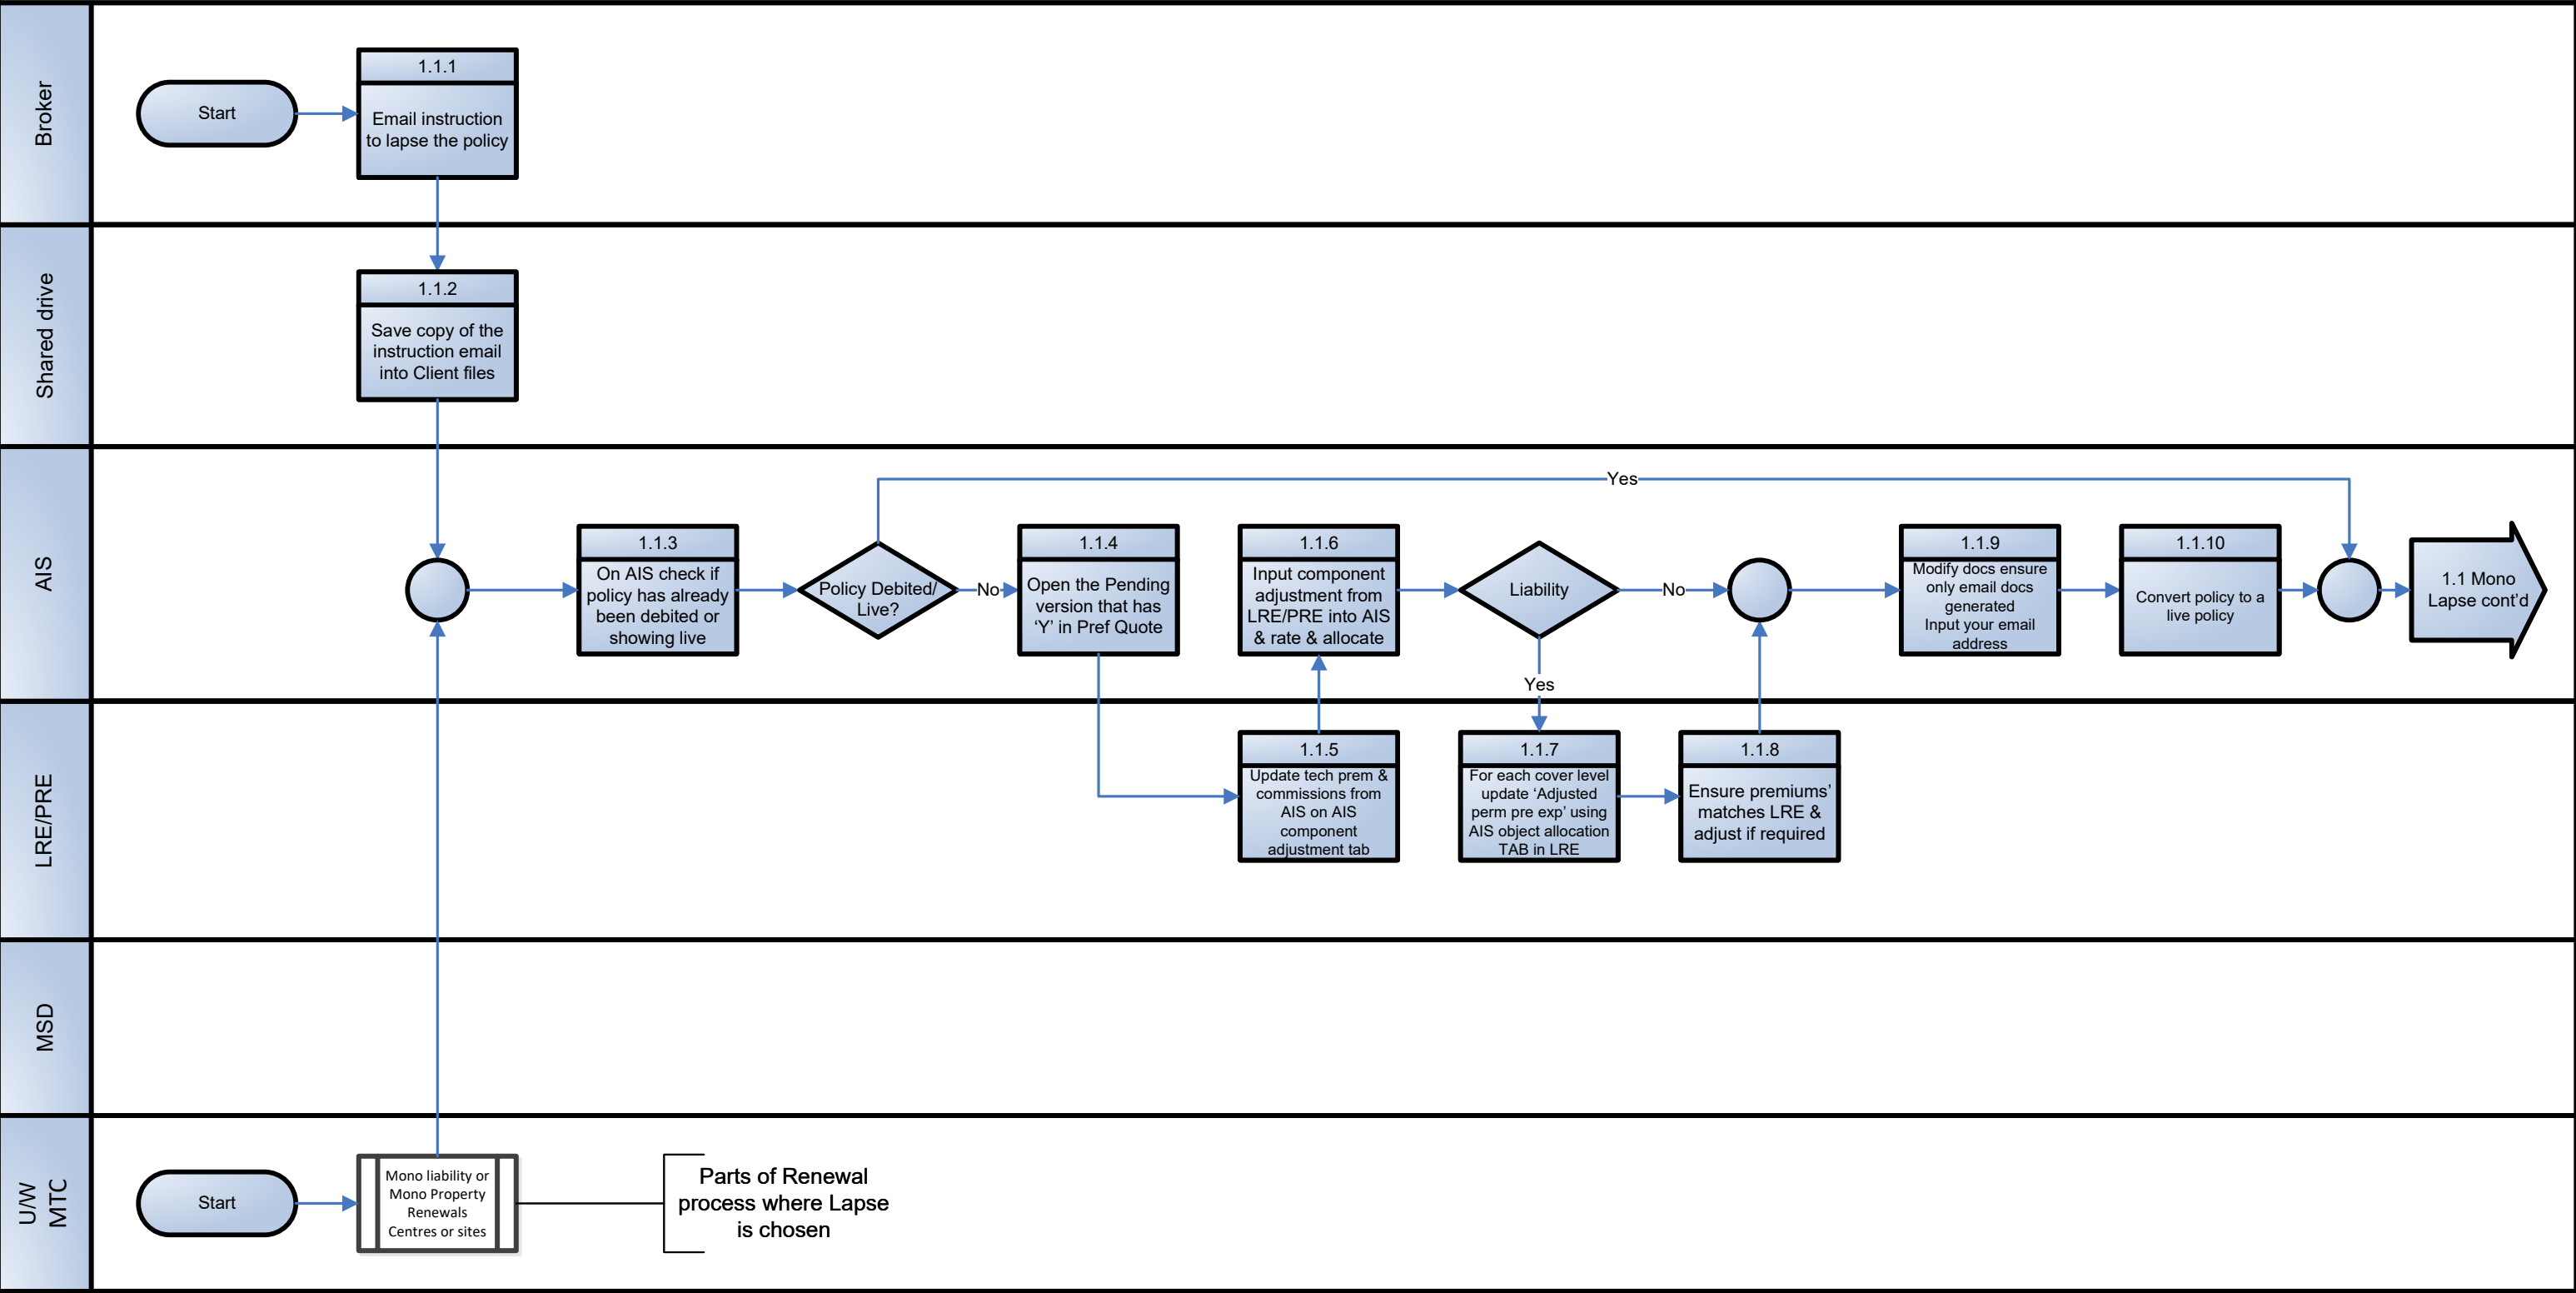 Broker
Start
1.1.1
Email instruction
to lapse the policy
Shared drive
1.1.2
Save copy of the
instruction email
into Client files
AIS
1.1.3
On AIS check if
policy has already
been debited or
showing live
Policy Debited/
Live?
Yes
No
1.1.4
Open the Pending
version that has
‘Y’ in Pref Quote
1.1.6
Input component
adjustment from
LRE/PRE into AIS
& rate & allocate
Liability
No
Yes
1.1.9
Modify docs ensure
only email docs
generated
Input your email
address
1.1.10
Convert policy to a
live policy
1.1 Mono
Lapse cont’d
LRE/PRE
1.1.5
Update tech prem &
commissions from
AIS on AIS
component
adjustment tab
1.1.7
For each cover level
update ‘Adjusted
perm pre exp’ using
AIS object allocation
TAB in LRE
1.1.8
Ensure premiums’
matches LRE &
adjust if required
MSD
U/W
MTC
Start
Mono liability or
Mono Property
Renewals
Centres or sites
Parts of Renewal
process where Lapse
is chosen